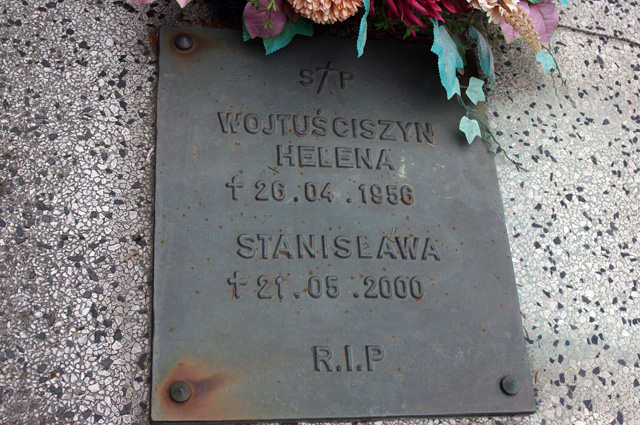 S†P
WOJTUŚCISZYN
HELENA
† 26.04.1956
STANISŁAWA
† 21.05.2000
R.I.P